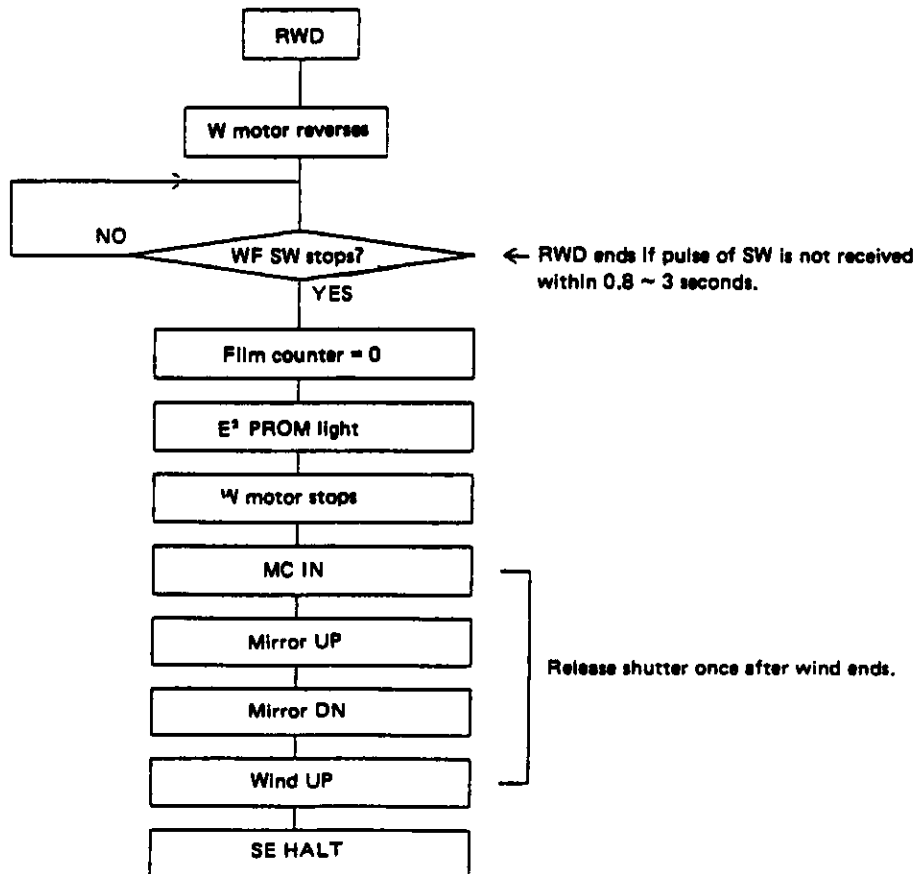 RWD
W motor reverses
NO
WF SW stops?
← RWD ends if pulse of SW is not received
within 0.8 ~ 3 seconds.
YES
Film counter = 0
E² PROM light
W motor stops
MC IN
Mirror UP
Release shutter once after wind ends.
Mirror DN
Wind UP
SE HALT